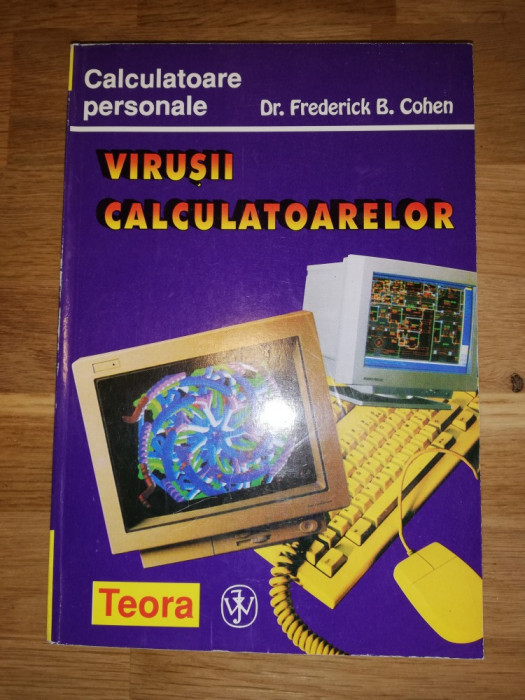 Calculatoare
personale
Dr. Frederick B. Cohen
VIRUȘII
CALCULATOARELOR
Teora